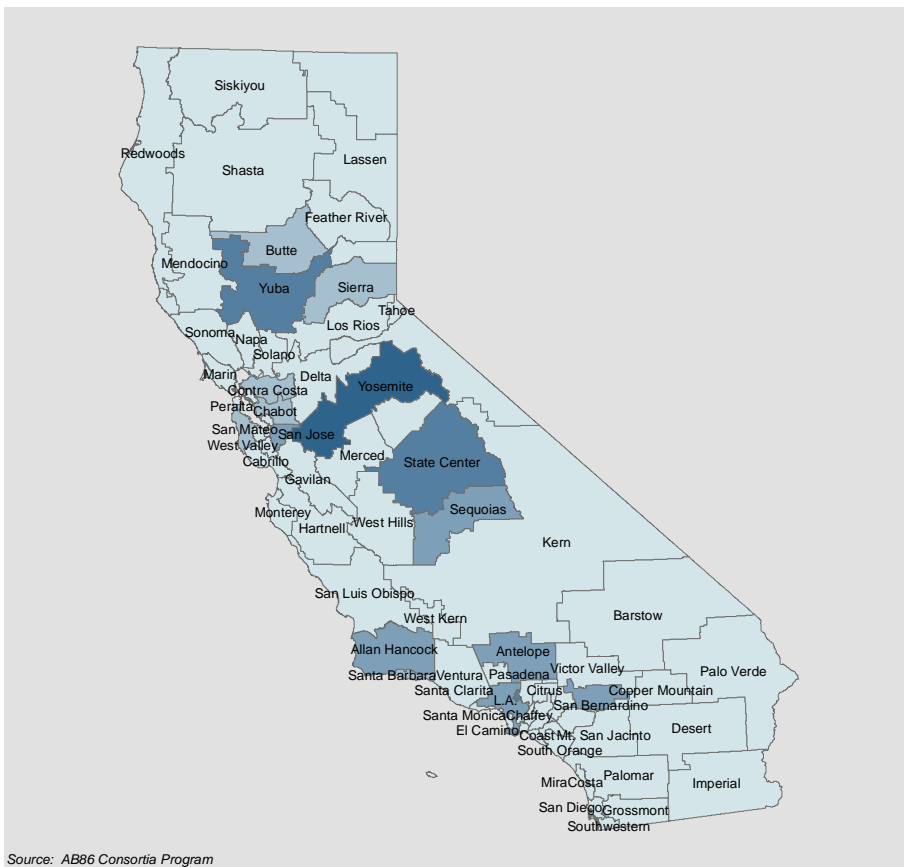 Siskiyou
Redwoods
Lassen
Shasta
Feather River
Butte
Mendocino
Yuba
Sierra
Tahoe
Los Rios
Sonoma
Napa
Solano
Marin
Delta
Contra Costa
Yosemite
Peralta
Chabot
San Mateo
San Jose
West Valley
Merced
Cabrillo
State Center
Gavilan
Monterey
Sequoias
Hartnell
West Hills
Kern
San Luis Obispo
West Kern
Barstow
Allan Hancock
Antelope
Victor Valley
Palo Verde
Santa Barbara
Ventura
Pasadena
Santa Clarita
Citrus
Copper Mountain
L.A.
San Bernardino
Santa Monica
Chaffey
El Camino
Coast
Mt. San Jacinto
Desert
South Orange
MiraCosta
Palomar
Imperial
San Diego
Grossmont
Southwestern
Source: AB86 Consortia Program